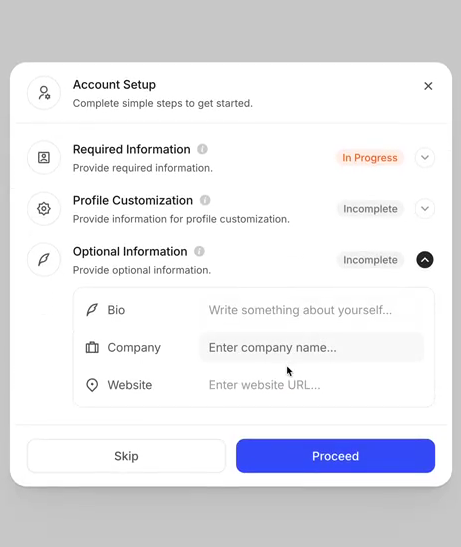 Account Setup
Complete simple steps to get started.
Required Information
In Progress
Provide required information.
Profile Customization
Incomplete
Provide information for profile customization.
Optional Information
Incomplete
Provide optional information.
Bio
Write something about yourself...
Company
Enter company name...
Website
Enter website URL...
Skip
Proceed